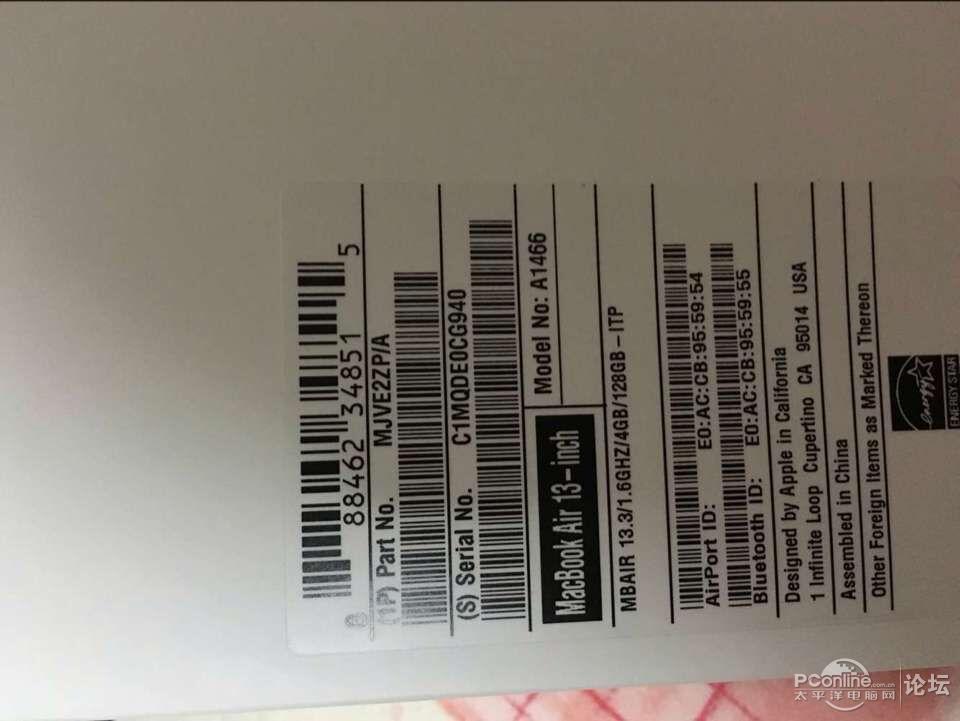 88462 34851 5
(1P) Part No. MJVE2ZP/A
(S) Serial No. C1MQDE0CG940
MacBook Air 13-inch
Model No: A1466
MBAIR 13.3/1.6GHZ/4GB/128GB-ITP
AirPort ID: E0:AC:CB:95:59:54
Bluetooth ID: E0:AC:CB:95:59:55
Designed by Apple in California
1 Infinite Loop Cupertino CA 95014 USA
Assembled in China
Other Foreign Items as Marked Thereon
energy
ENERGY STAR
PConline.com.cn
太平洋电脑网
论坛